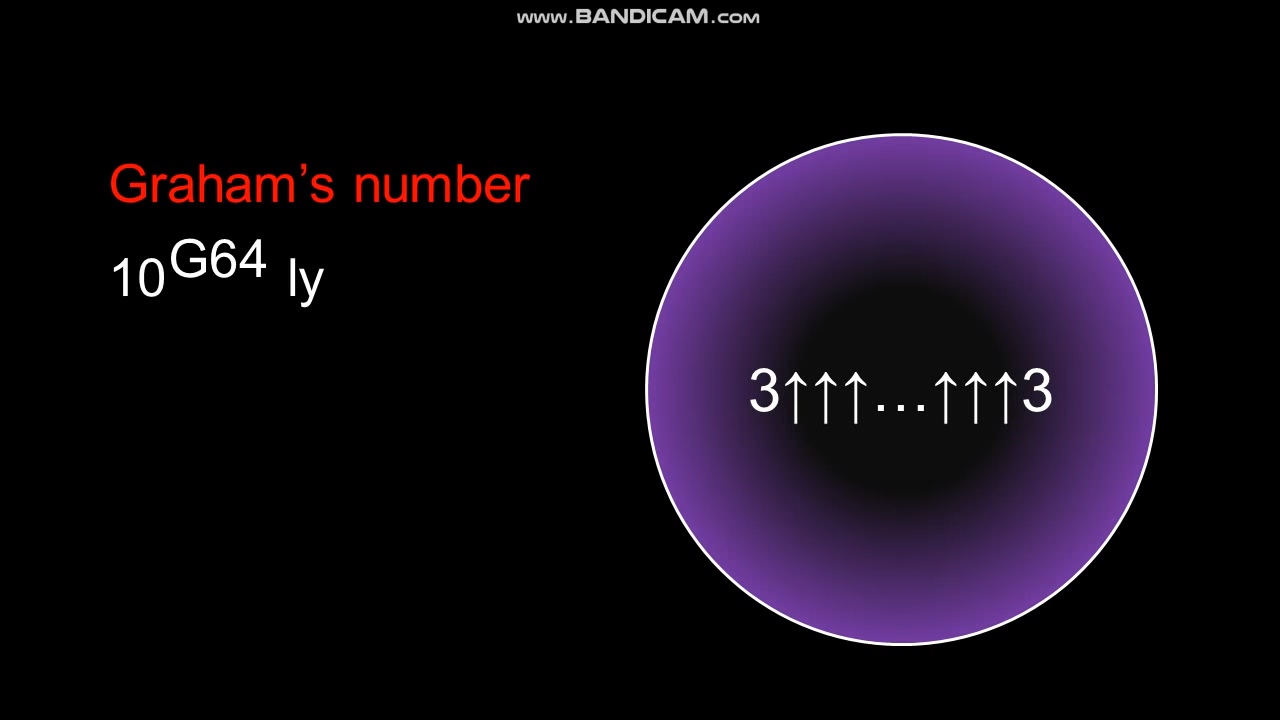 www.BANDICAM.com
Graham’s number
10^G64 ly
3↑↑↑...↑↑↑3